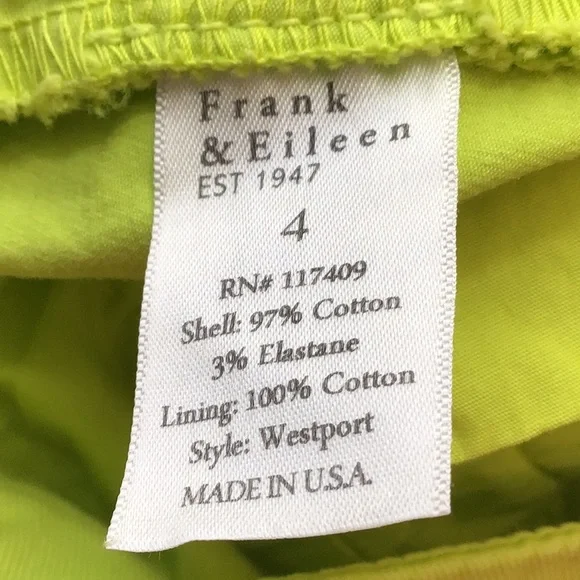 Frank
& Eileen
EST 1947
4
RN# 117409
Shell: 97% Cotton
3% Elastane
Lining: 100% Cotton
Style: Westport
MADE IN U.S.A.